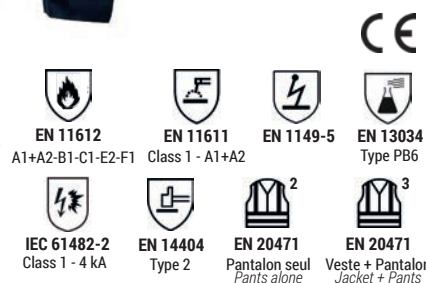 CE
EN 11612
A1+A2-B1-C1-E2-F1
EN 11611
Class 1 - A1+A2
EN 1149-5
EN 13034
Type PB6
IEC 61482-2
Class 1 - 4 kA
EN 14404
Type 2
2
EN 20471
Pantalon seul
Pants alone
3
EN 20471
Veste + Pantalon
Jacket + Pants